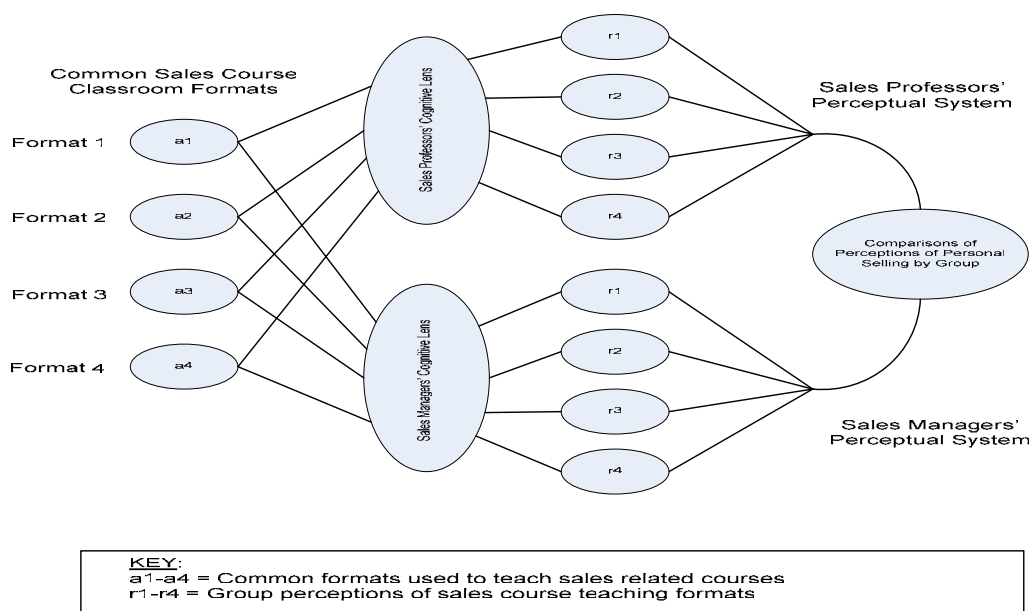 Common Sales Course
Classroom Formats
Format 1
a1
Format 2
a2
Format 3
a3
Format 4
a4
Sales Professors' Cognitive Lens
Sales Managers' Cognitive Lens
r1
r2
r3
r4
r1
r2
r3
r4
Sales Professors'
Perceptual System
Comparisons of
Perceptions of Personal
Selling by Group
Sales Managers'
Perceptual System
KEY:
a1-a4 = Common formats used to teach sales related courses
r1-r4 = Group perceptions of sales course teaching formats